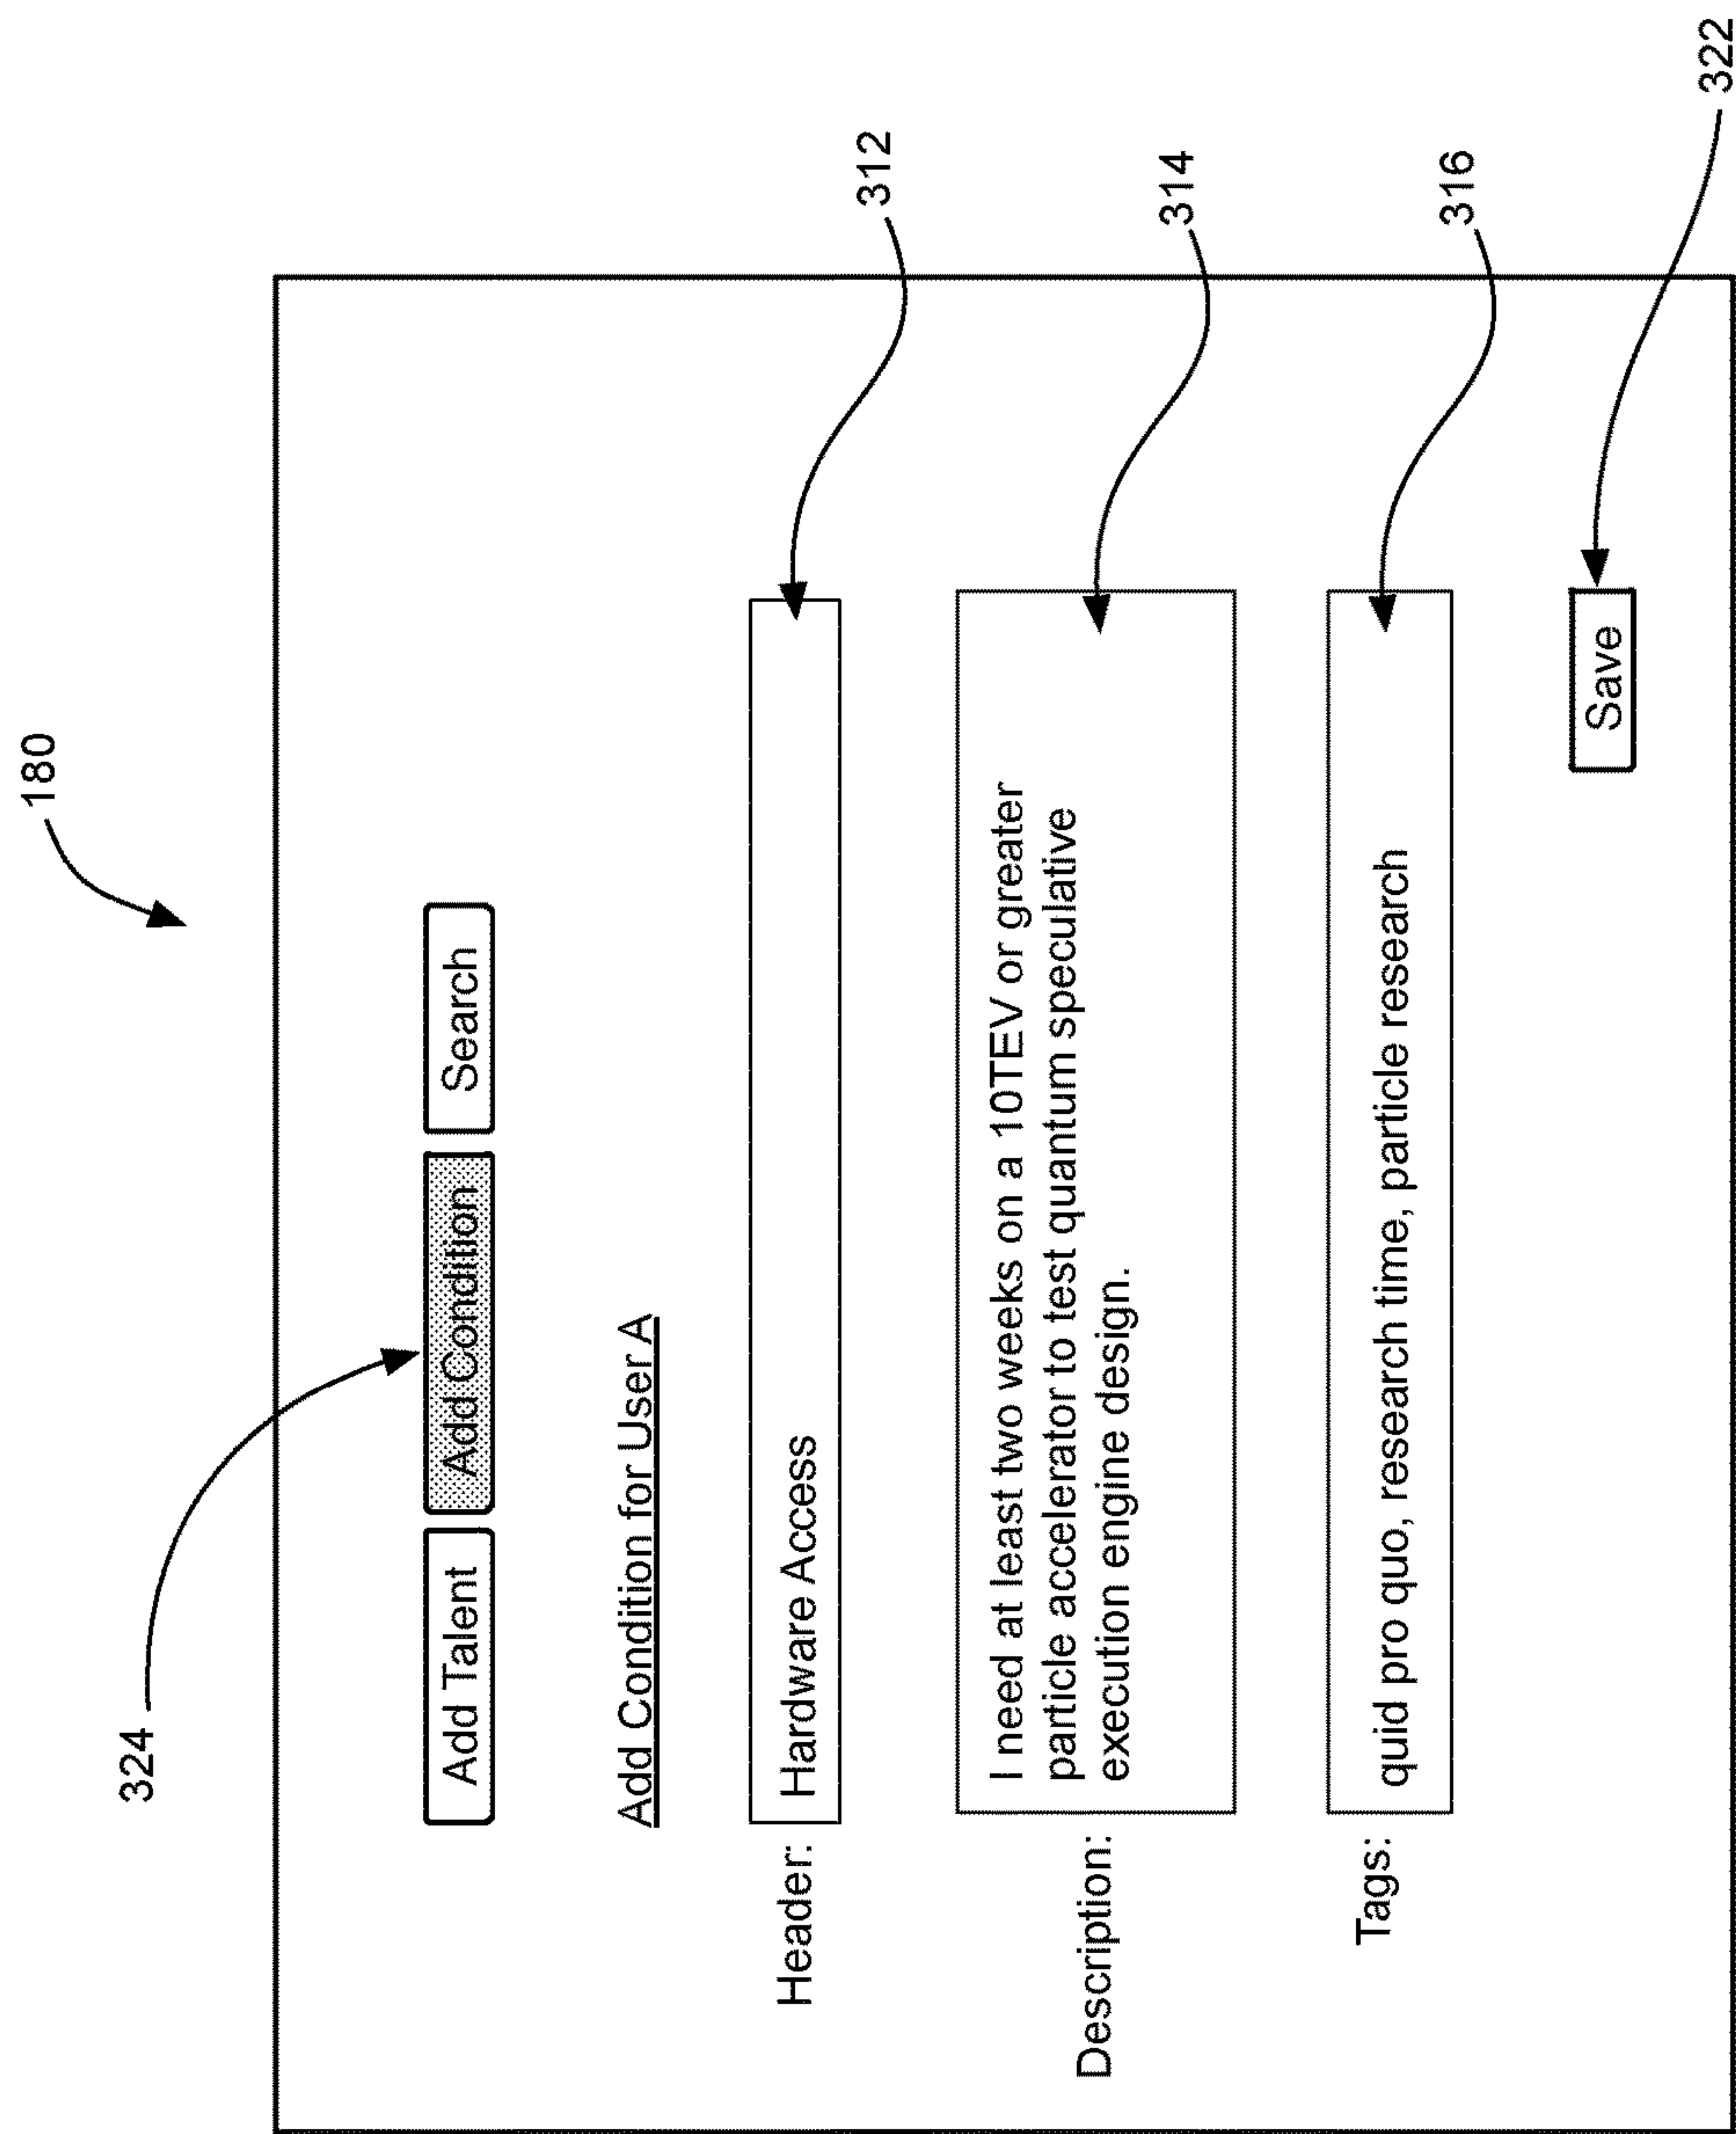 180
324
Add Talent Add Condition Search
Add Condition for User A
312
Header: Hardware Access
314
Description: I need at least two weeks on a 10TEV or greater
particle accelerator to test quantum speculative
execution engine design.
316
Tags: quid pro quo, research time, particle research
322
Save